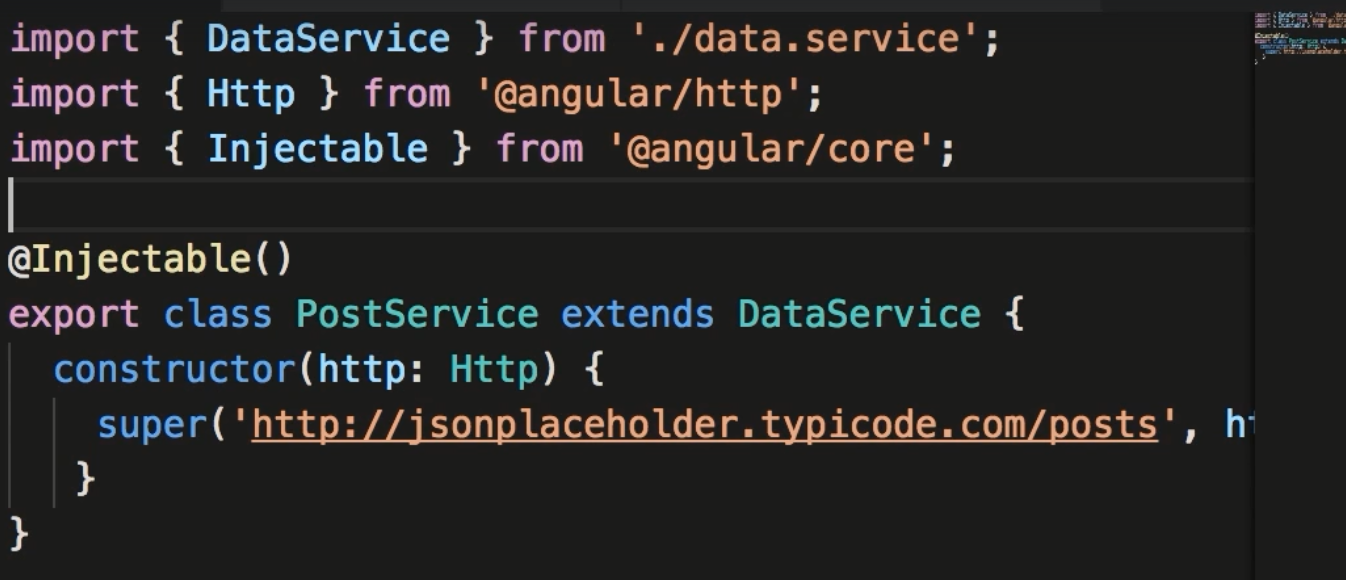 import { DataService } from './data.service';
import { Http } from '@angular/http';
import { Injectable } from '@angular/core';

@Injectable()
export class PostService extends DataService {
  constructor(http: Http) {
    super('http://jsonplaceholder.typicode.com/posts',
   }
}